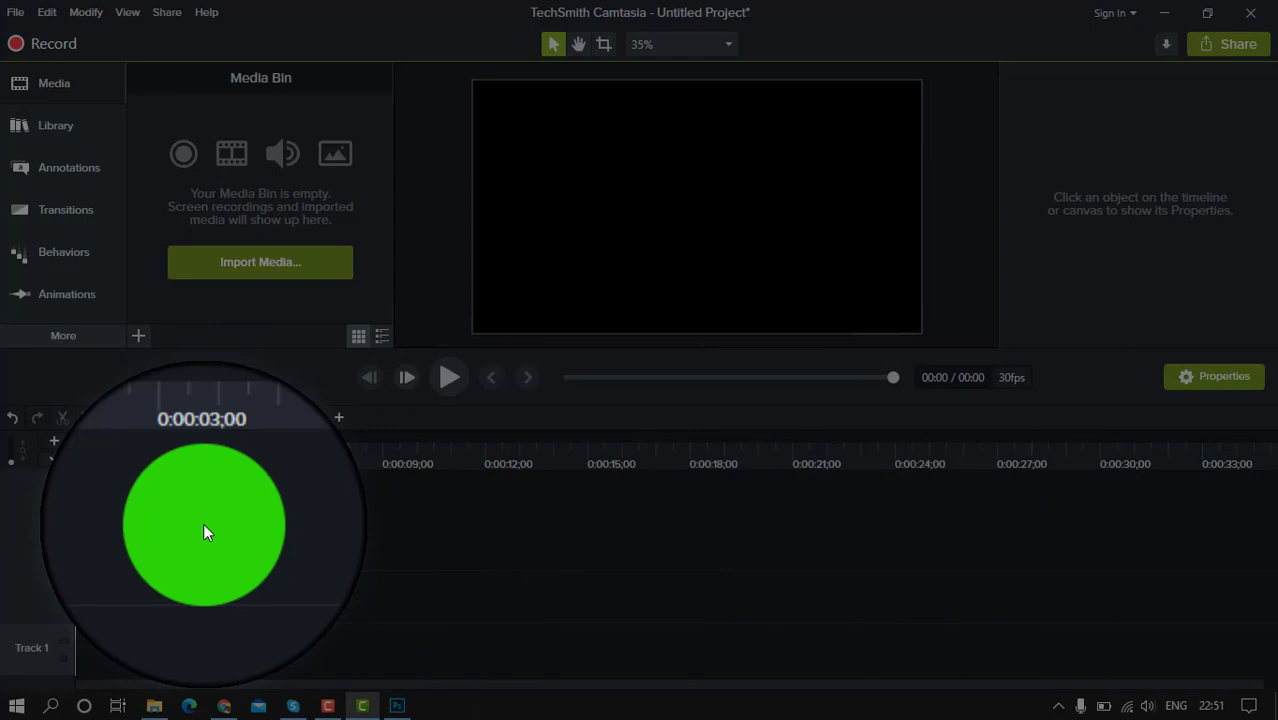 File Edit Modify View Share Help
TechSmith Camtasia - Untitled Project*
Sign In
Record
35%
Share
Media
Library
Annotations
Transitions
Behaviors
Animations
More
Media Bin
Your Media Bin is empty.
Screen recordings and imported
media will show up here.
Import Media...
Click an object on the timeline
or canvas to show its Properties.
00:00 / 00:00 30fps
Properties
0:00:03;00
0:00:09;00 0:00:12;00 0:00:15;00 0:00:18;00 0:00:21;00 0:00:24;00 0:00:27;00 0:00:30;00 0:00:33;00
Track 1
Ps
ENG 22:51